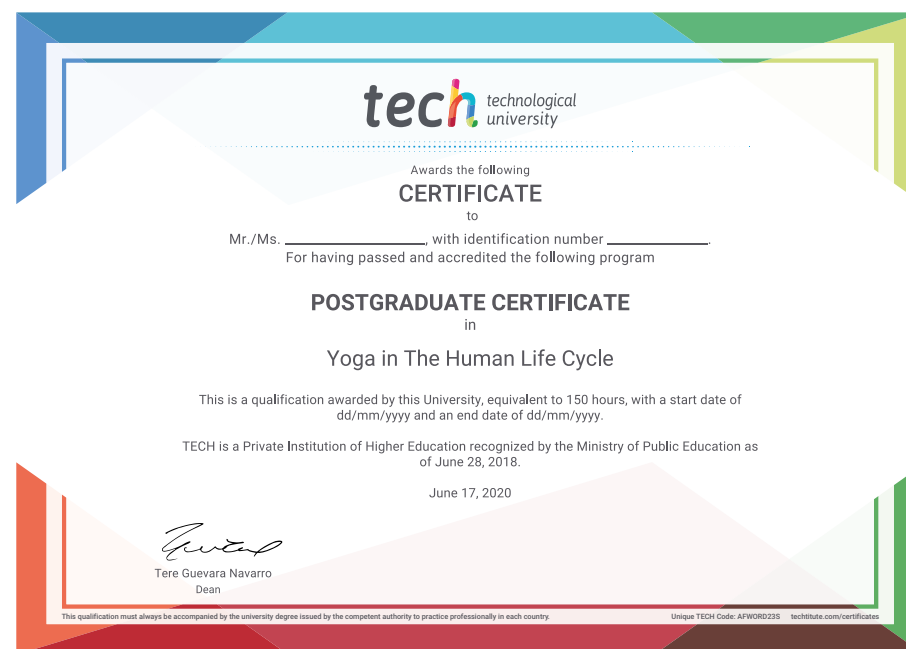 tech technological
university
Awards the following
CERTIFICATE
to
Mr./Ms. ____________________, with identification number ______________.
For having passed and accredited the following program
POSTGRADUATE CERTIFICATE
in
Yoga in The Human Life Cycle
This is a qualification awarded by this University, equivalent to 150 hours, with a start date of
dd/mm/yyyy and an end date of dd/mm/yyyy.
TECH is a Private Institution of Higher Education recognized by the Ministry of Public Education as
of June 28, 2018.
June 17, 2020
Tere Guevara Navarro
Dean
This qualification must always be accompanied by the university degree issued by the competent authority to practice professionally in each country. Unique TECH Code: AFWORD23S techtitute.com/certificates